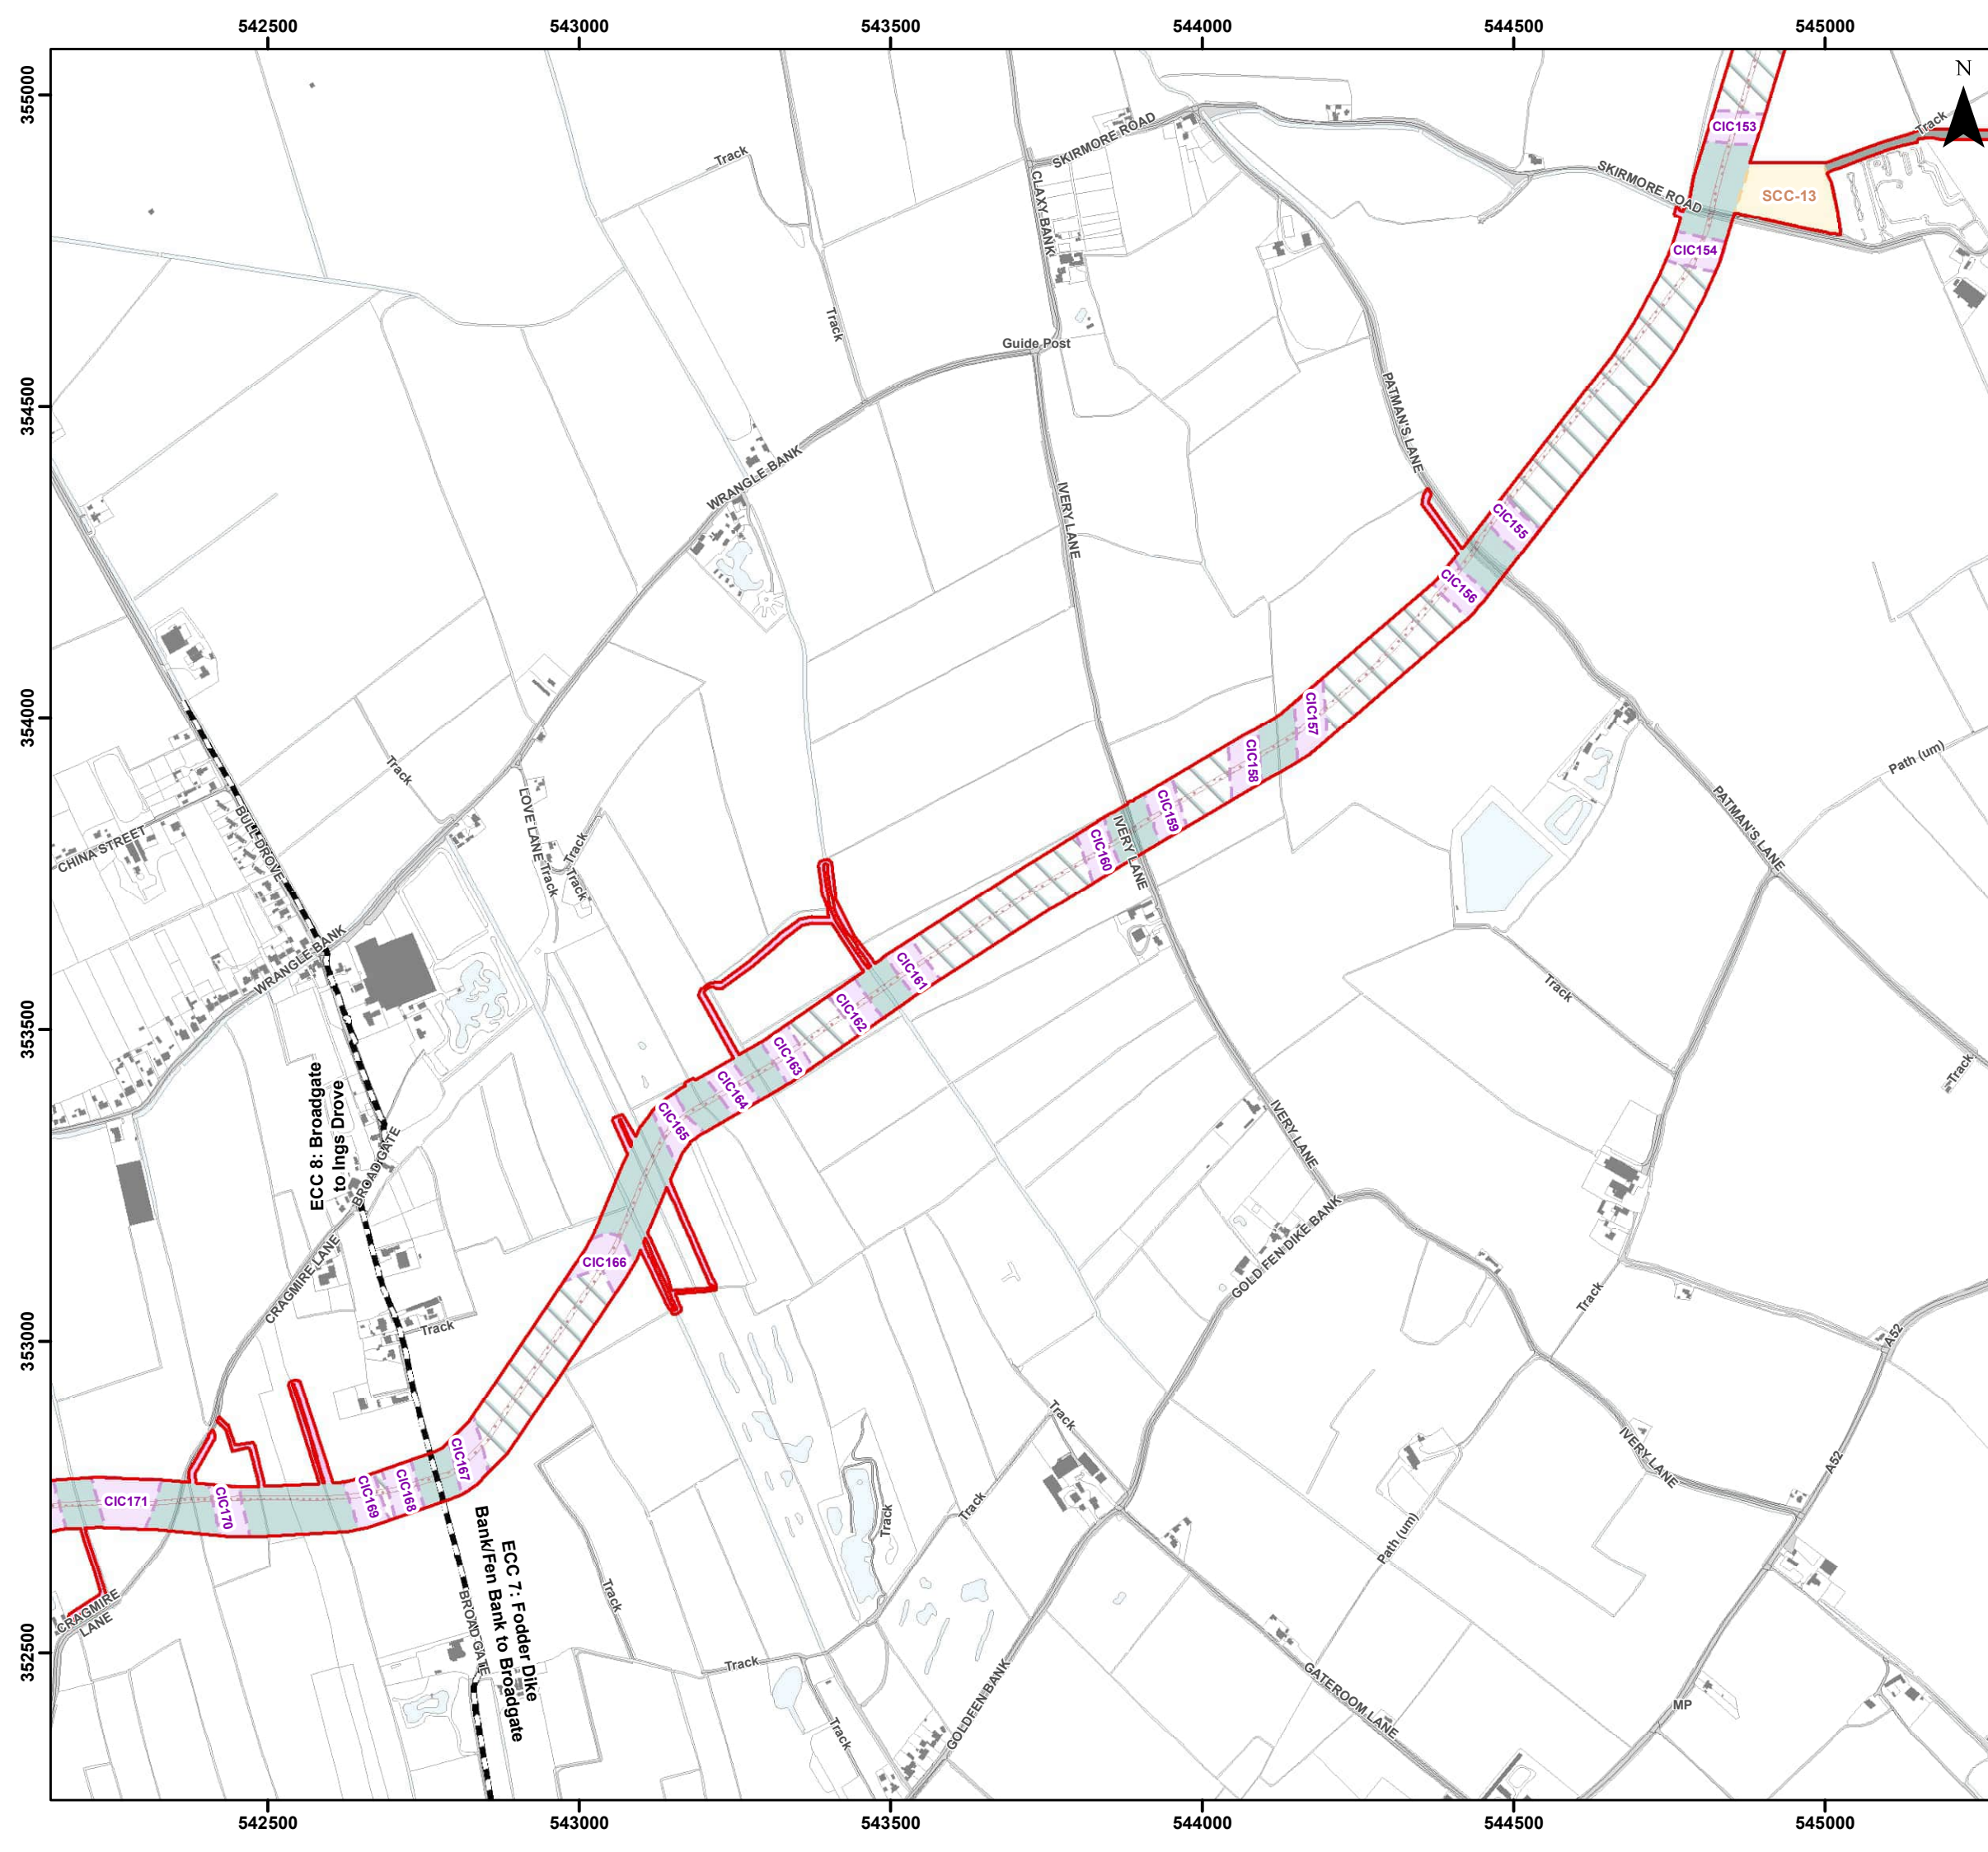 542500
543000
543500
544000
544500
545000
355000
354500
354000
353500
353000
352500
N
Track
CIC153
SCC-13
SKIRMORE ROAD
SKIRMORE ROAD
CIC154
CLAXY BANK
Track
Track
Guide Post
PATMAN'S LANE
WRANGLE BANK
IVERY LANE
CIC155
CIC156
CIC157
CIC158
CIC159
CIC160
IVERY LANE
Path (um)
PATMAN'S LANE
Track
CHINA STREET
BULLDROVE
LOVE LANE Track
Track
Track
WRANGLE BANK
CIC161
CIC162
CIC163
CIC164
CIC165
CIC166
Track
Track
ECC 8: Broadgate
to Ings Drove
BROADGATE
CRAGMIRE LANE
Track
IVERY LANE
GOLD FEN DIKE BANK
Track
A52
A52
IVERY LANE
Track
Track
Track
Path (um)
CIC167
CIC168
CIC169
CIC170
CIC171
CRAGMIRE
LANE
ECC 7: Fodder Dike
Bank/Fen Bank to Broadgate
BROAD GATE
Track
Track
Track
GOLDFEN BANK
GATEROOM LANE
MP
542500
543000
543500
544000
544500
545000